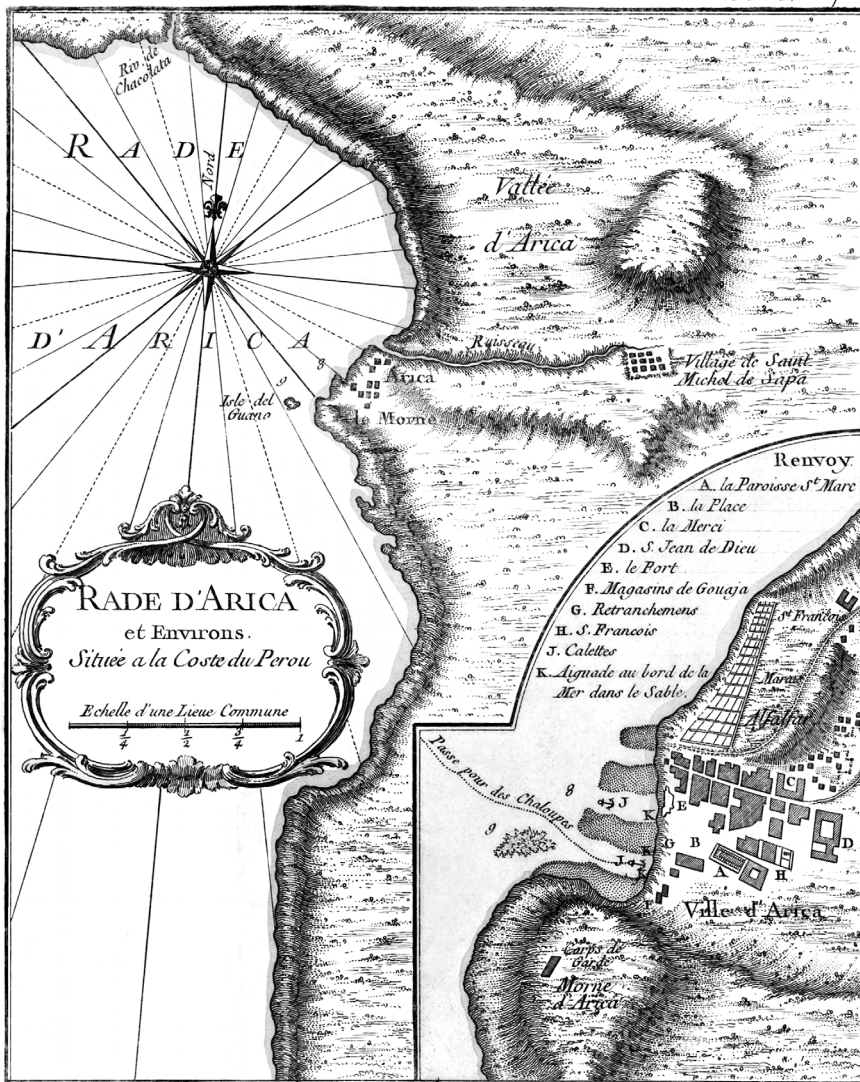 Riv. de
Chacolata
RADE
Nord
D'ARICA
Vallée
d'Arica
Ruisseau
Village de Saint
Michel de Sapa
Arica
le Morne
8
9
Isle del
Guano
RADE D'ARICA
et Environs.
Située a la Coste du Perou
Echelle d'une Lieue Commune
1/4 1/2 3/4 1
Renvoy
A. la Paroisse St. Marc
B. la Place
C. la Merci
D. S. Jean de Dieu
E. le Fort
F. Magasins de Gouaja
G. Retranchemens
H. S. Francois
J. Calettes
K. Aiguade au bord de la
Mer dans le Sable.
St. Francois
Marais
Alfalfar
Passe pour des Chaloupes
8
J
9
J
K
E
K
G
K
B
A
C
D
H
F
Ville d'Arica
Corps de
Garde
Morne
d'Arica